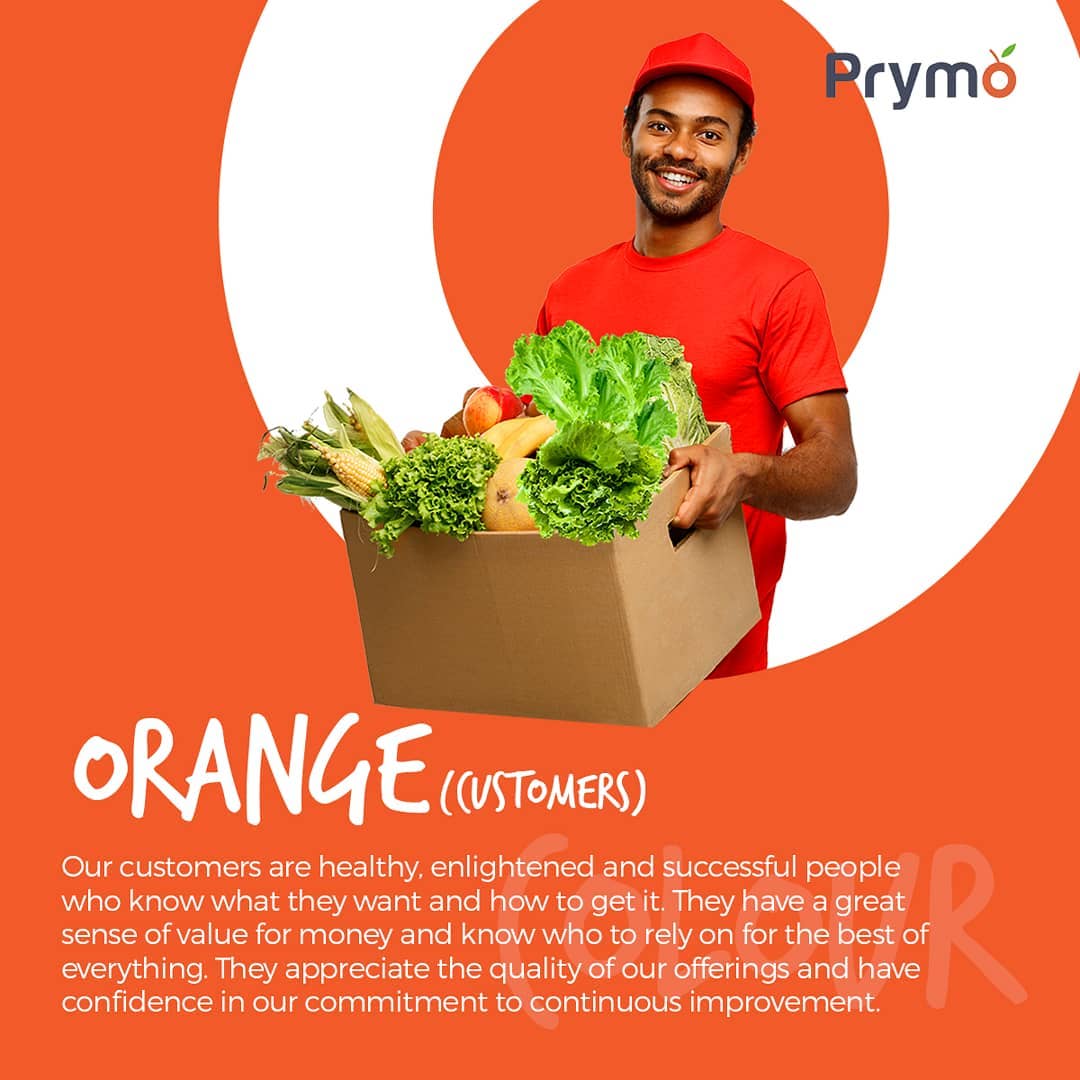 Prymo
ORANGE (CUSTOMERS)
COLOUR
Our customers are healthy, enlightened and successful people
who know what they want and how to get it. They have a great
sense of value for money and know who to rely on for the best of
everything. They appreciate the quality of our offerings and have
confidence in our commitment to continuous improvement.